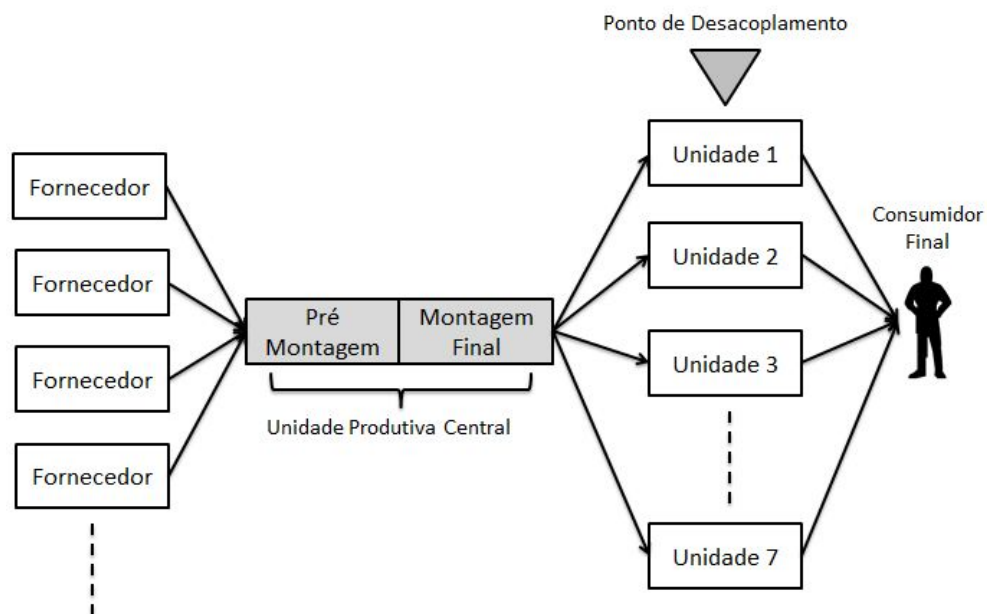 Ponto de Desacoplamento
Fornecedor
Fornecedor
Fornecedor
Fornecedor
Pré
Montagem
Montagem
Final
Unidade Produtiva Central
Unidade 1
Unidade 2
Unidade 3
Unidade 7
Consumidor
Final